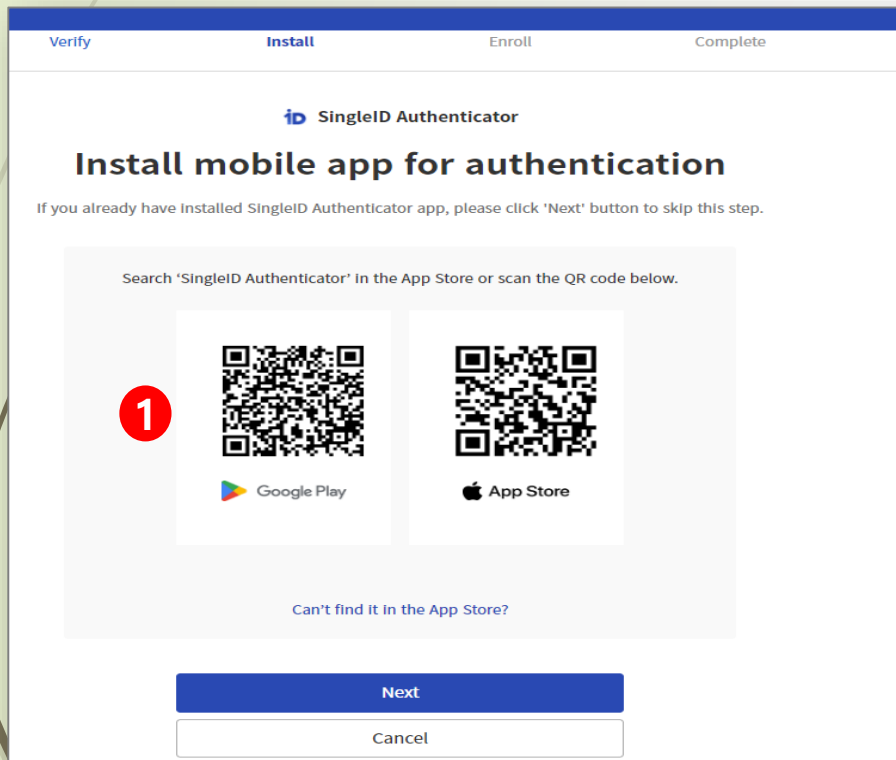 Verify Install Enroll Complete
iD SingleID Authenticator
Install mobile app for authentication
If you already have installed SingleID Authenticator app, please click 'Next' button to skip this step.
Search ‘SingleID Authenticator’ in the App Store or scan the QR code below.
1
Google Play App Store
Can’t find it in the App Store?
Next
Cancel